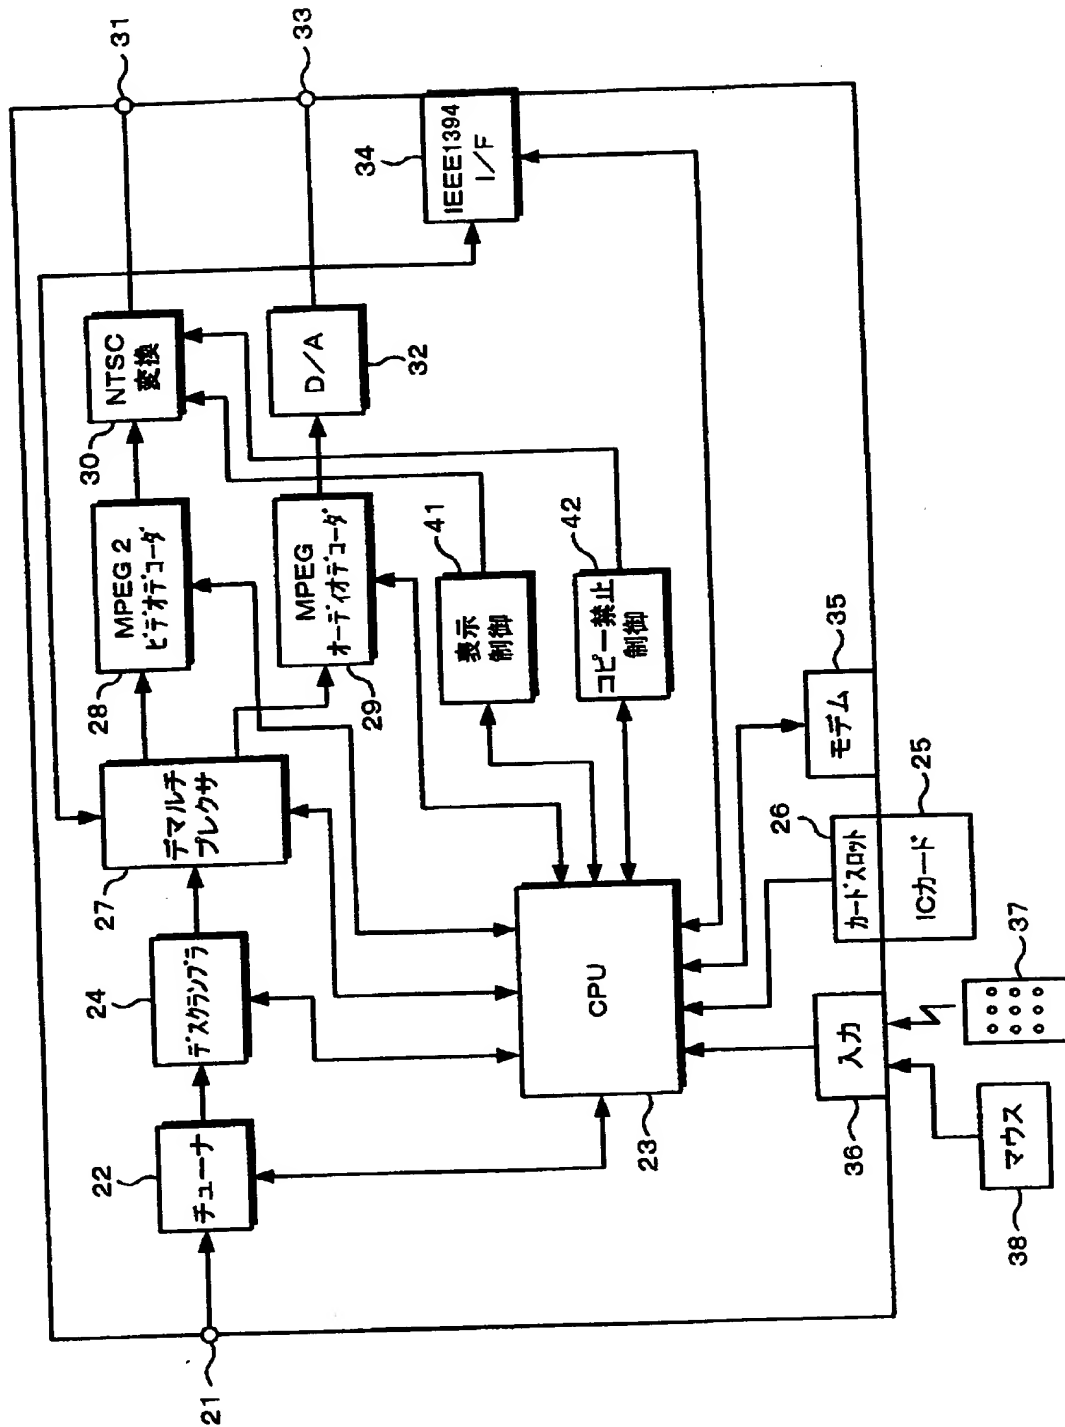 31
33
34
IEEE1394
I/F
NTSC
変換
30
D/A
32
MPEG 2
ビデオデコーダ
28
MPEG
オーディオデコーダ
29
表示
制御
41
コピー禁止
制御
42
デマルチ
プレクサ
27
デスクランブラ
24
チューナ
22
21
CPU
23
モデム
35
カードスロット
26
ICカード
25
入力
36
37
マウス
38